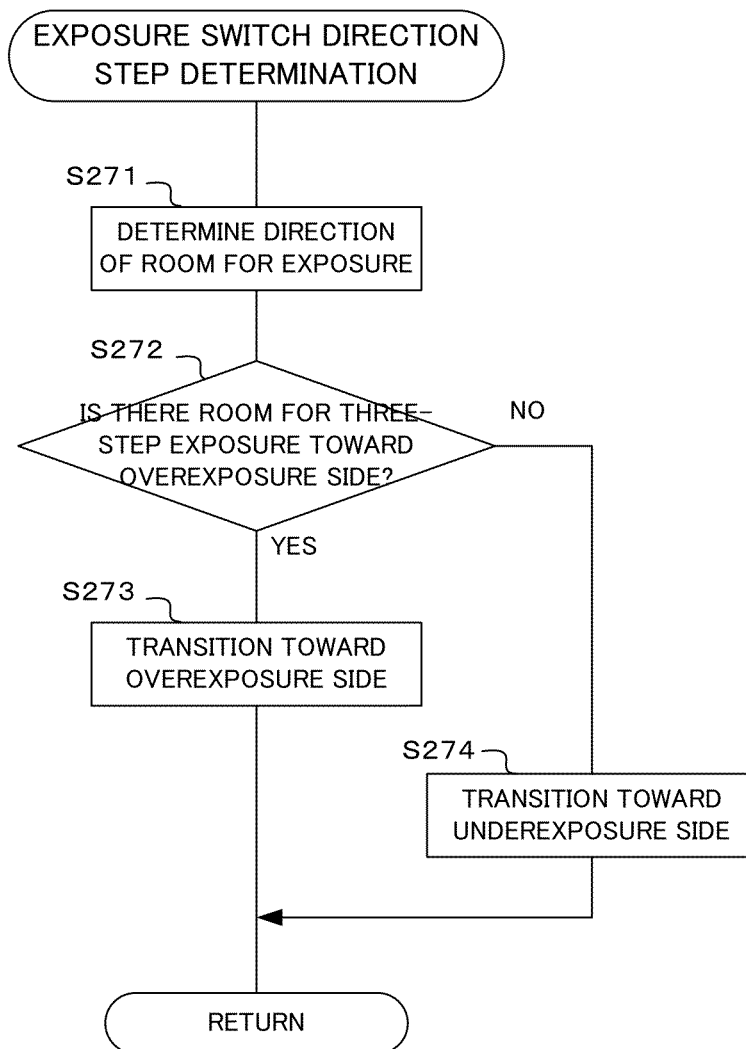 EXPOSURE SWITCH DIRECTION
STEP DETERMINATION
S271
DETERMINE DIRECTION
OF ROOM FOR EXPOSURE
S272
IS THERE ROOM FOR THREE-
STEP EXPOSURE TOWARD
OVEREXPOSURE SIDE?
NO
YES
S273
TRANSITION TOWARD
OVEREXPOSURE SIDE
S274
TRANSITION TOWARD
UNDEREXPOSURE SIDE
RETURN